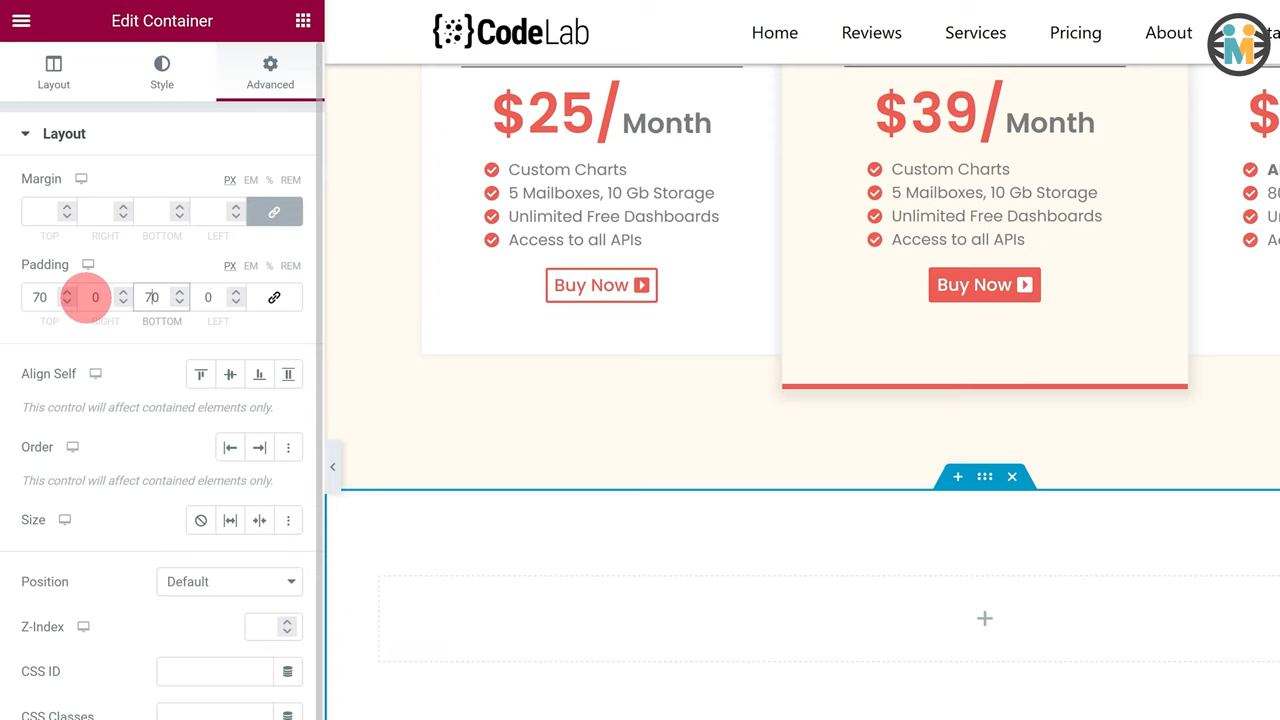 Edit Container
Layout
Style
Advanced
Layout
Margin
PX EM % REM
TOP RIGHT BOTTOM LEFT
Padding
PX EM % REM
70 0 70 0
TOP RIGHT BOTTOM LEFT
Align Self
This control will affect contained elements only.
Order
This control will affect contained elements only.
Size
Position
Default
Z-Index
CSS ID
CSS Classes
{ } CodeLab
Home
Reviews
Services
Pricing
About
$25/Month
Custom Charts
5 Mailboxes, 10 Gb Storage
Unlimited Free Dashboards
Access to all APIs
Buy Now
$39/Month
Custom Charts
5 Mailboxes, 10 Gb Storage
Unlimited Free Dashboards
Access to all APIs
Buy Now
$